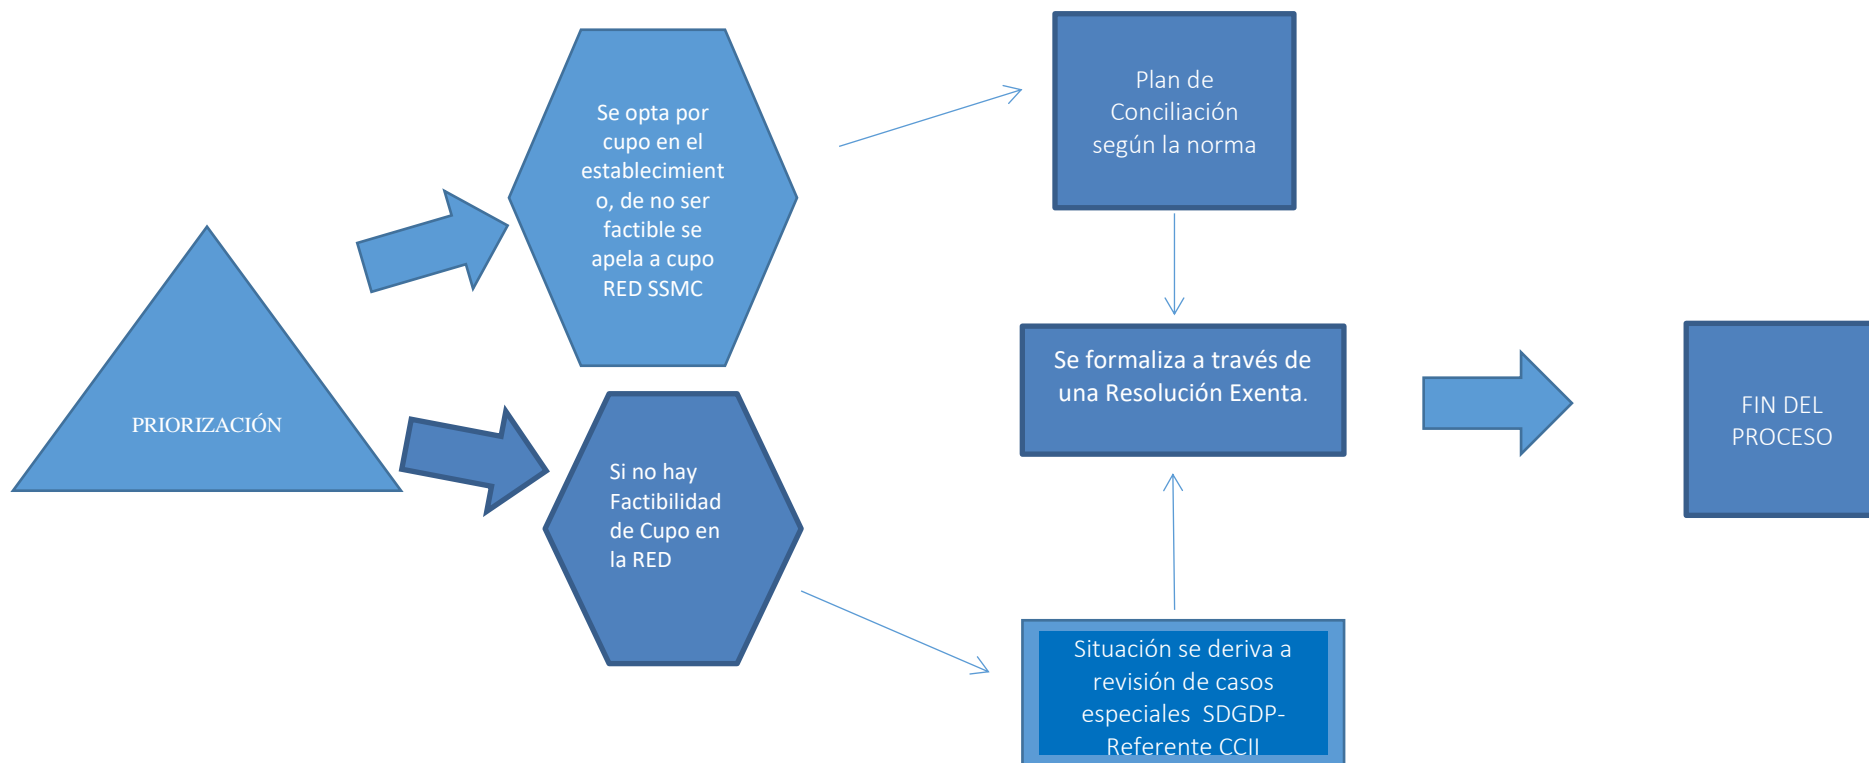 PRIORIZACIÓN
Se opta por
cupo en el
establecimient
o, de no ser
factible se
apela a cupo
RED SSMC
Si no hay
Factibilidad
de Cupo en
la RED
Plan de
Conciliación
según la norma
Se formaliza a través de
una Resolución Exenta.
Situación se deriva a
revisión de casos
especiales SDGDP-
Referente CCII
FIN DEL
PROCESO